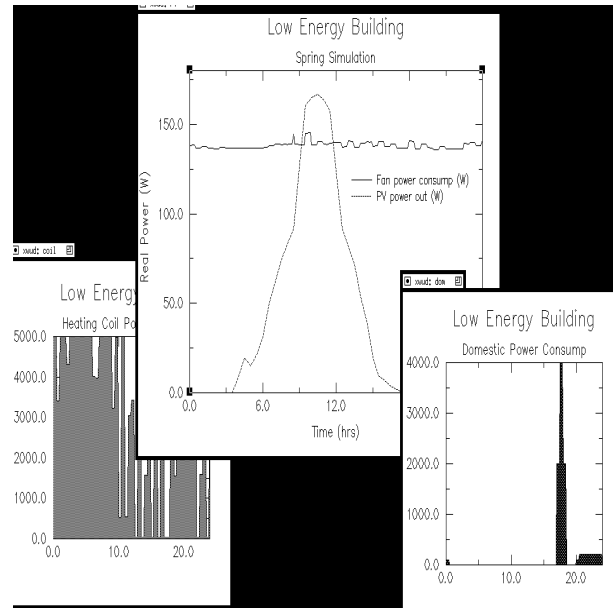 Low Energy Building
Spring Simulation
150.0
100.0
50.0
0.0
Real Power (W)
Fan power consump (W)
PV power out (W)
0.0 6.0 12.0
Time (hrs)
xwud: coil
Low Energy
Heating Coil Po
5000.0
4000.0
3000.0
2000.0
1000.0
0.0
0.0 10.0 20.0
xwud: dom
Low Energy Building
Domestic Power Consump
4000.0
3000.0
2000.0
1000.0
0.0
0.0 10.0 20.0